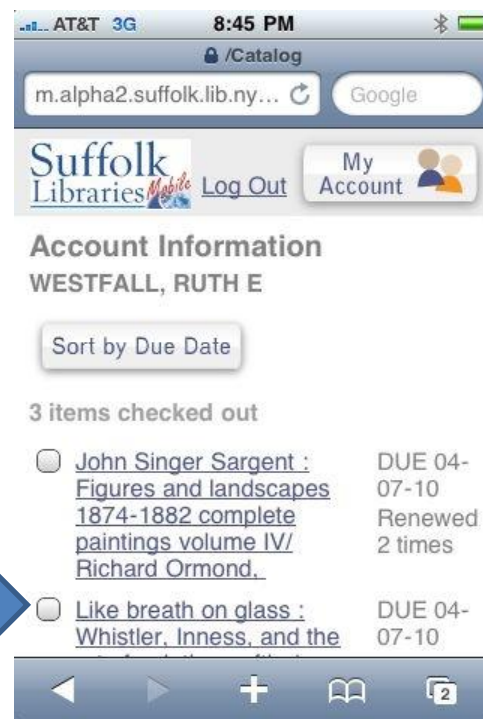 AT&T 3G 8:45 PM
/Catalog
m.alpha2.suffolk.lib.ny... Google
Suffolk
Libraries Mobile
Log Out
My
Account
Account Information
WESTFALL, RUTH E
Sort by Due Date
3 items checked out
John Singer Sargent :
Figures and landscapes
1874-1882 complete
paintings volume IV/
Richard Ormond,
DUE 04-
07-10
Renewed
2 times
Like breath on glass :
Whistler, Inness, and the
DUE 04-
07-10
2